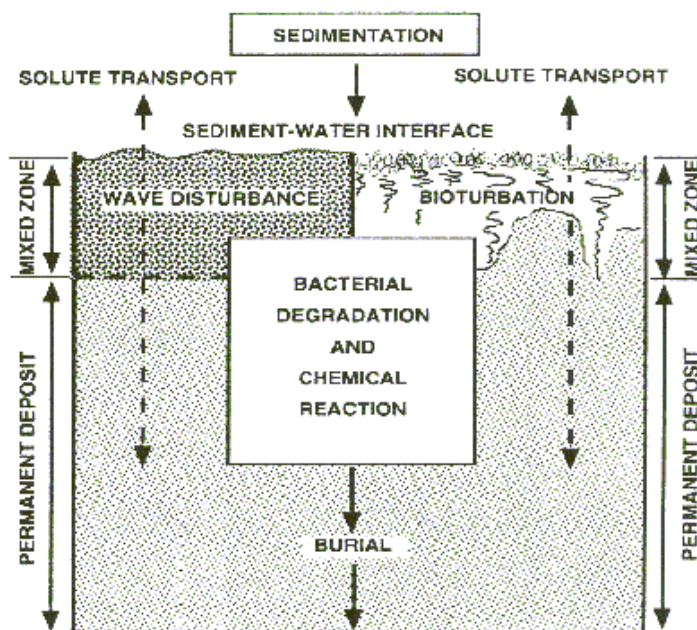 SEDIMENTATION
SOLUTE TRANSPORT
SOLUTE TRANSPORT
SEDIMENT-WATER INTERFACE
MIXED ZONE
WAVE DISTURBANCE
BIOTURBATION
MIXED ZONE
BACTERIAL
DEGRADATION
AND
CHEMICAL
REACTION
PERMANENT DEPOSIT
PERMANENT DEPOSIT
BURIAL